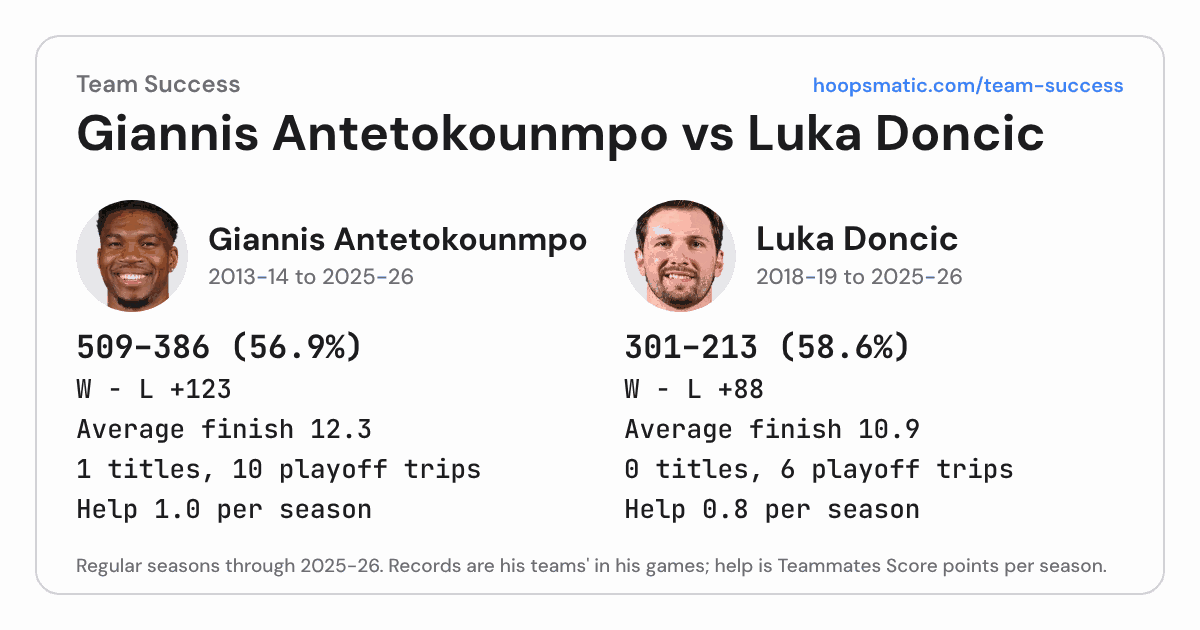 Team Success
hoopsmatic.com/team-success
Giannis Antetokounmpo vs Luka Doncic
Giannis Antetokounmpo
2013-14 to 2025-26
509-386 (56.9%)
W - L +123
Average finish 12.3
1 titles, 10 playoff trips
Help 1.0 per season
Luka Doncic
2018-19 to 2025-26
301-213 (58.6%)
W - L +88
Average finish 10.9
0 titles, 6 playoff trips
Help 0.8 per season
Regular seasons through 2025-26. Records are his teams' in his games; help is Teammates Score points per season.